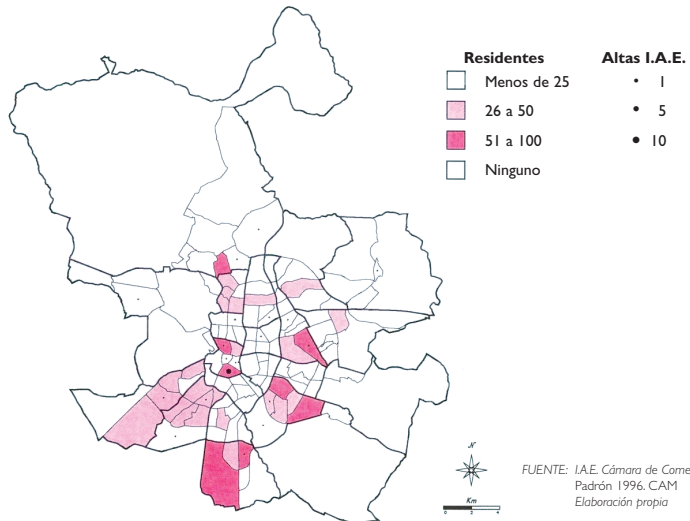 Residentes
Altas I.A.E.
Menos de 25
1
26 a 50
5
51 a 100
10
Ninguno
N
Km
0 2 4
FUENTE: I.A.E. Cámara de Come
Padrón 1996. CAM
Elaboración propia